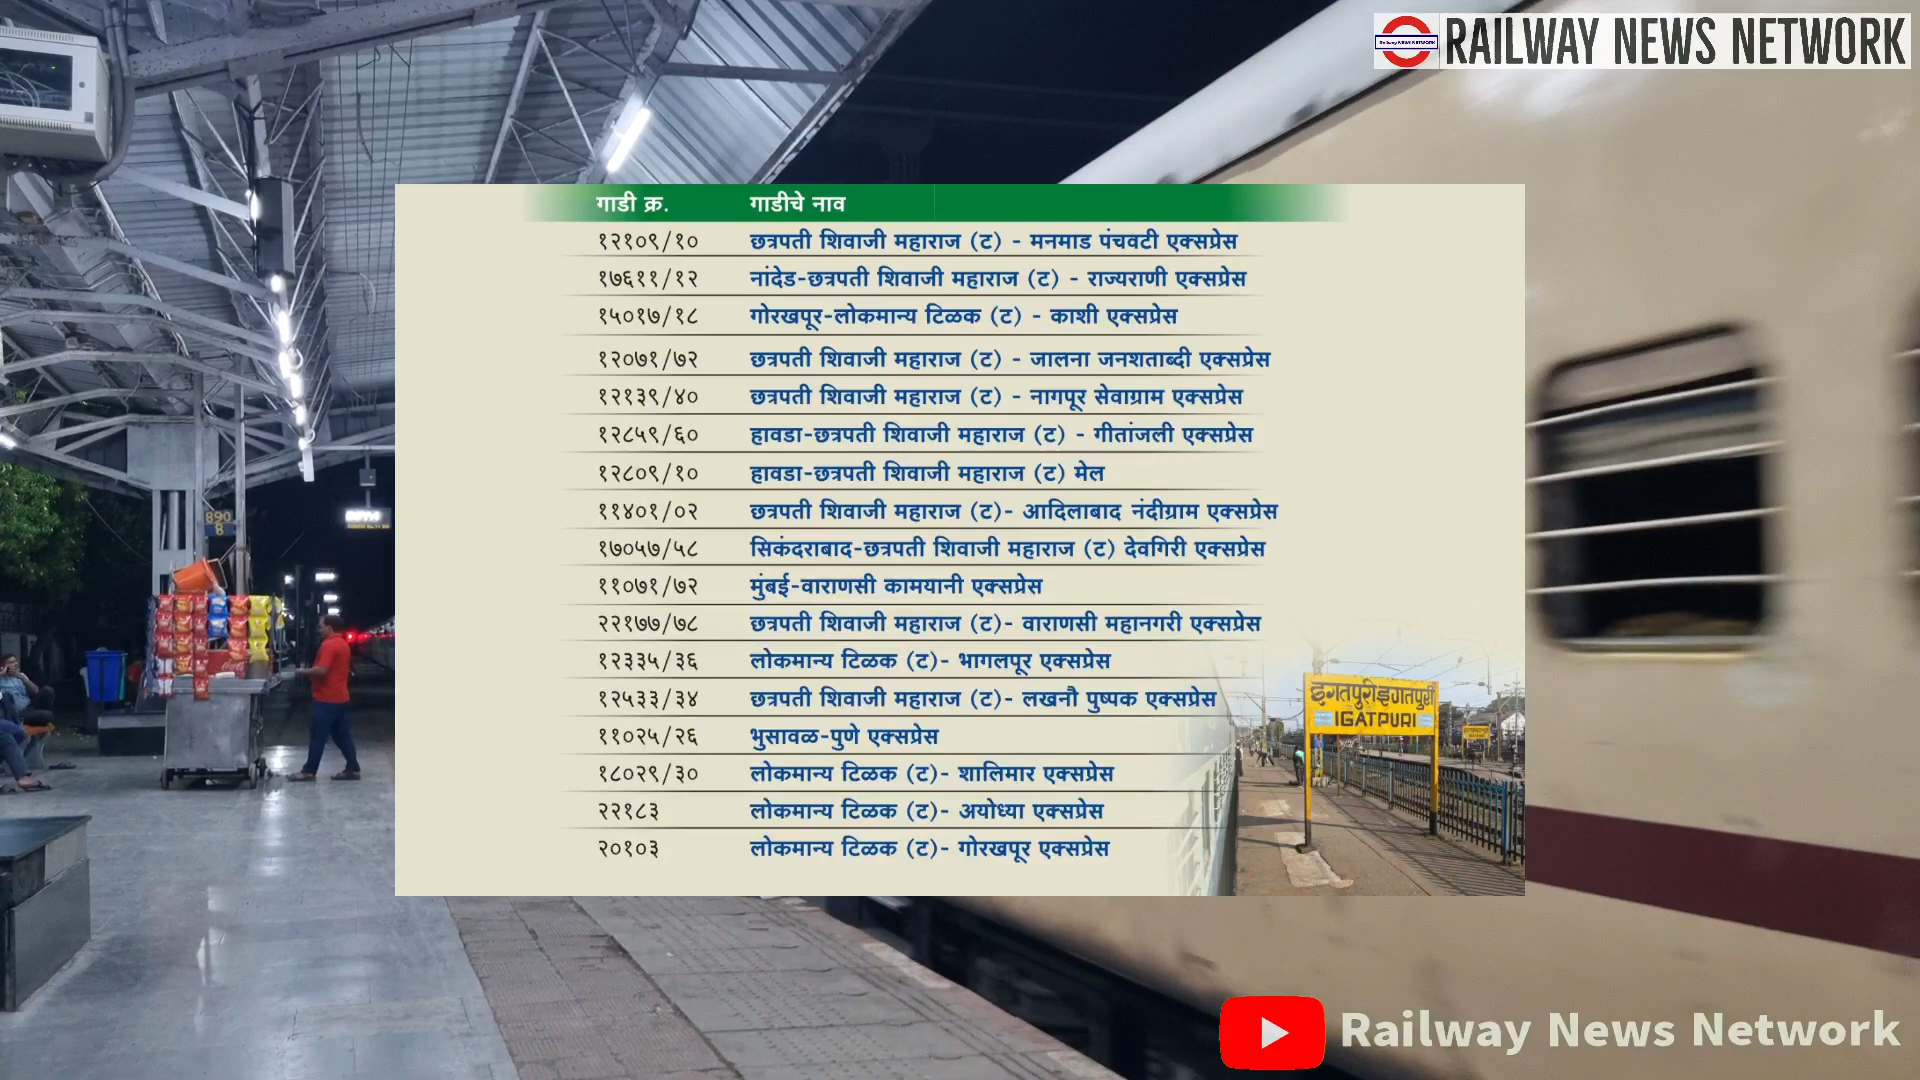 RAILWAY NEWS NETWORK
गाडी क्र. गाडीचे नाव
१२१०९/१० छत्रपती शिवाजी महाराज (ट) - मनमाड पंचवटी एक्सप्रेस
१७६११/१२ नांदेड-छत्रपती शिवाजी महाराज (ट) - राज्यराणी एक्सप्रेस
१५०१७/१८ गोरखपूर-लोकमान्य टिळक (ट) - काशी एक्सप्रेस
१२०७१/७२ छत्रपती शिवाजी महाराज (ट) - जालना जनशताब्दी एक्सप्रेस
१२१३९/४० छत्रपती शिवाजी महाराज (ट) - नागपूर सेवाग्राम एक्सप्रेस
१२८५९/६० हावडा-छत्रपती शिवाजी महाराज (ट) - गीतांजली एक्सप्रेस
१२८०९/१० हावडा-छत्रपती शिवाजी महाराज (ट) मेल
११४०१/०२ छत्रपती शिवाजी महाराज (ट)- आदिलाबाद नंदीग्राम एक्सप्रेस
१७०५७/५८ सिकंदराबाद-छत्रपती शिवाजी महाराज (ट) देवगिरी एक्सप्रेस
११०७१/७२ मुंबई-वाराणसी कामयानी एक्सप्रेस
२२१७७/७८ छत्रपती शिवाजी महाराज (ट)- वाराणसी महानगरी एक्सप्रेस
१२३३५/३६ लोकमान्य टिळक (ट)- भागलपूर एक्सप्रेस
१२५३३/३४ छत्रपती शिवाजी महाराज (ट)- लखनौ पुष्पक एक्सप्रेस
११०२५/२६ भुसावळ-पुणे एक्सप्रेस
१८०२९/३० लोकमान्य टिळक (ट)- शालिमार एक्सप्रेस
२२१८३ लोकमान्य टिळक (ट)- अयोध्या एक्सप्रेस
२०१०३ लोकमान्य टिळक (ट)- गोरखपूर एक्सप्रेस
इगतपुरी इगतपुरी
IGATPURI
890
8
Railway News Network